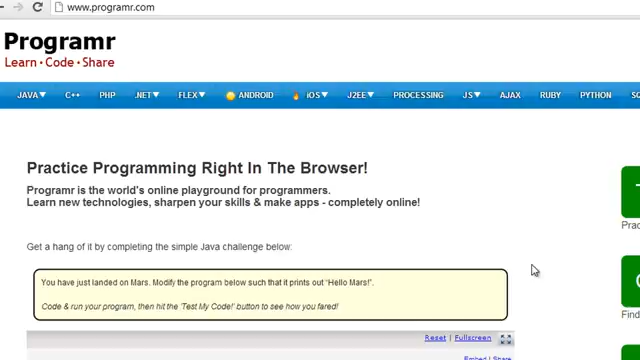 www.programr.com
Programr
Learn • Code • Share
JAVA C++ PHP .NET FLEX ANDROID iOS J2EE PROCESSING JS AJAX RUBY PYTHON
Practice Programming Right In The Browser!
Programr is the world's online playground for programmers.
Learn new technologies, sharpen your skills & make apps - completely online!
Get a hang of it by completing the simple Java challenge below:
You have just landed on Mars. Modify the program below such that it prints out "Hello Mars!".
Code & run your program, then hit the 'Test My Code!' button to see how you fared!
Reset | Fullscreen
Embed | Share
Prac
Find